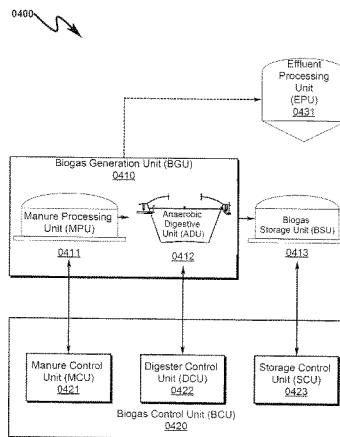 0400
Effluent
Processing
Unit
(EPU)
0431
Biogas Generation Unit (BGU)
0410
Manure Processing
Unit (MPU)
0411
Anaerobic
Digestive
Unit (ADU)
0412
Biogas
Storage Unit (BSU)
0413
Manure Control
Unit (MCU)
0421
Digester Control
Unit (DCU)
0422
Storage Control
Unit (SCU)
0423
Biogas Control Unit (BCU)
0420